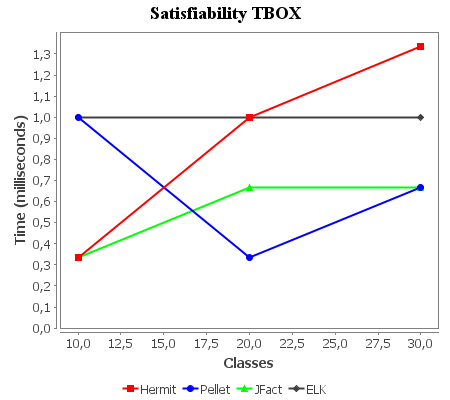 Satisfiability TBOX
Time (milliseconds)
1,3
1,2
1,1
1,0
0,9
0,8
0,7
0,6
0,5
0,4
0,3
0,2
0,1
0,0
10,0 12,5 15,0 17,5 20,0 22,5 25,0 27,5 30,0
Classes
Hermit Pellet JFact ELK